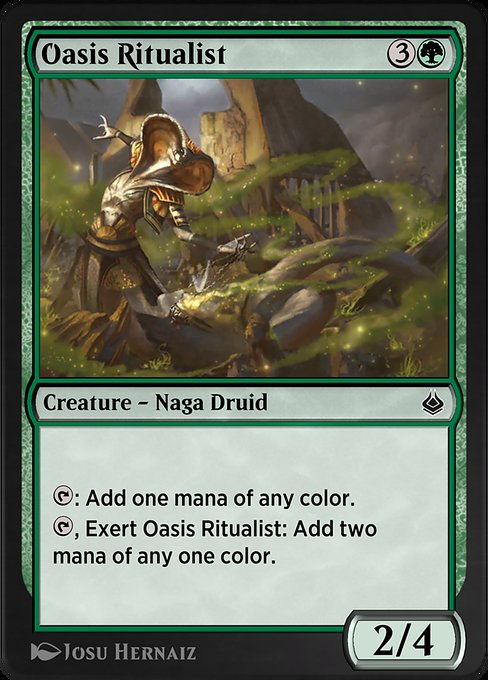 Oasis Ritualist 3
Creature – Naga Druid
: Add one mana of any color.
, Exert Oasis Ritualist: Add two
mana of any one color.
2/4
Josu Hernaiz